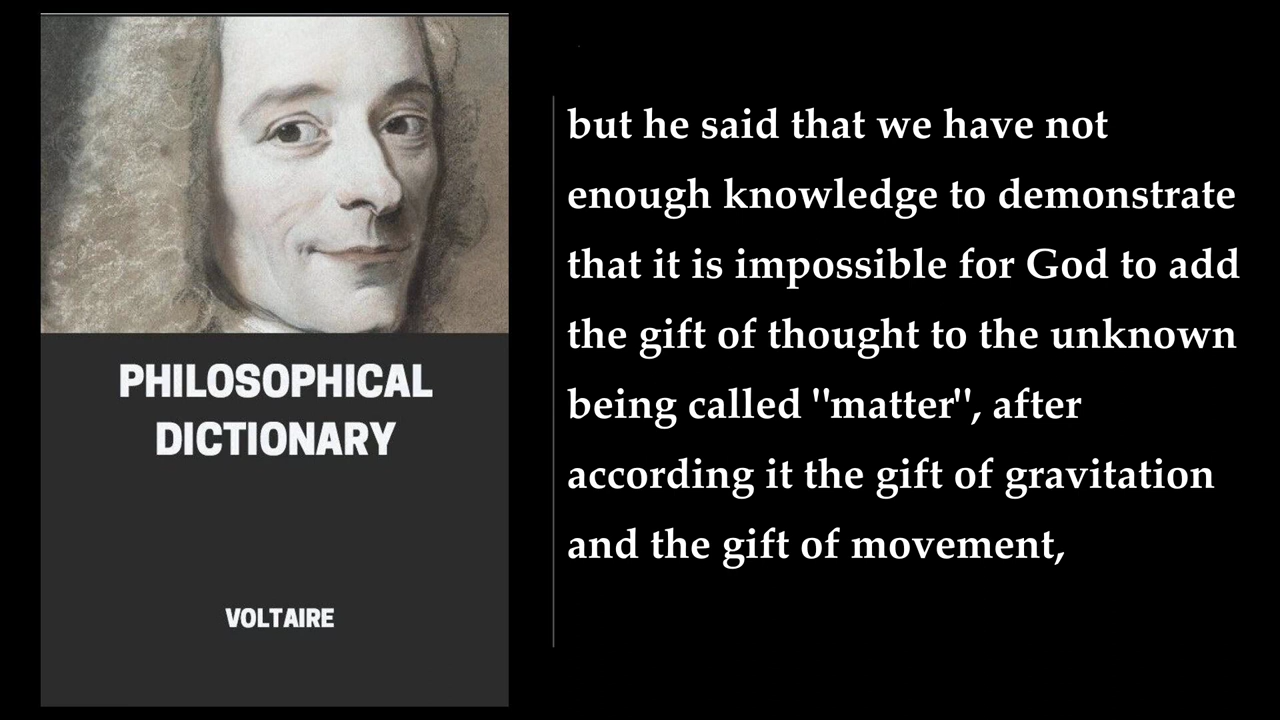 PHILOSOPHICAL
DICTIONARY
VOLTAIRE
but he said that we have not
enough knowledge to demonstrate
that it is impossible for God to add
the gift of thought to the unknown
being called "matter", after
according it the gift of gravitation
and the gift of movement,